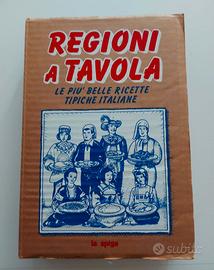 REGIONI
A TAVOLA
LE PIU' BELLE RICETTE
TIPICHE ITALIANE
la spiga
subito